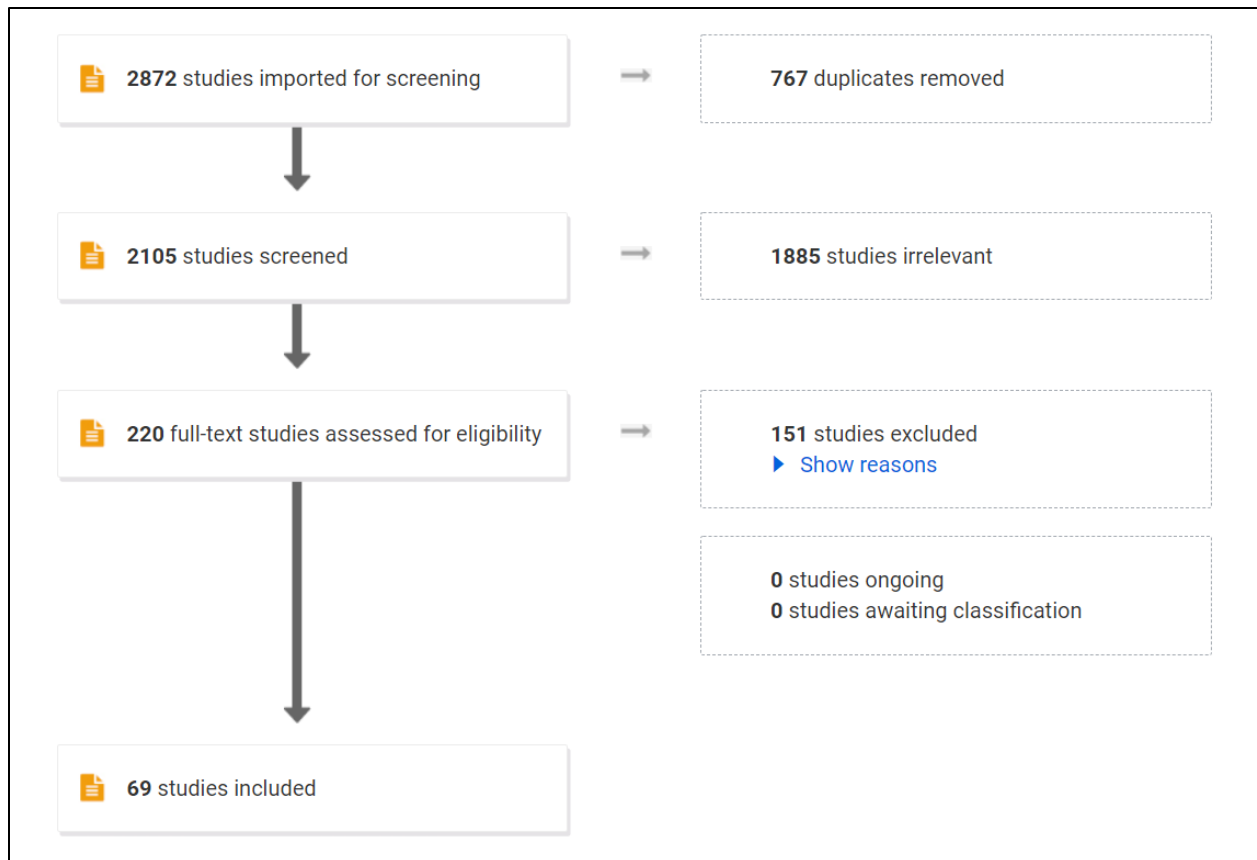 2872 studies imported for screening
767 duplicates removed
2105 studies screened
1885 studies irrelevant
220 full-text studies assessed for eligibility
151 studies excluded
Show reasons
0 studies ongoing
0 studies awaiting classification
69 studies included